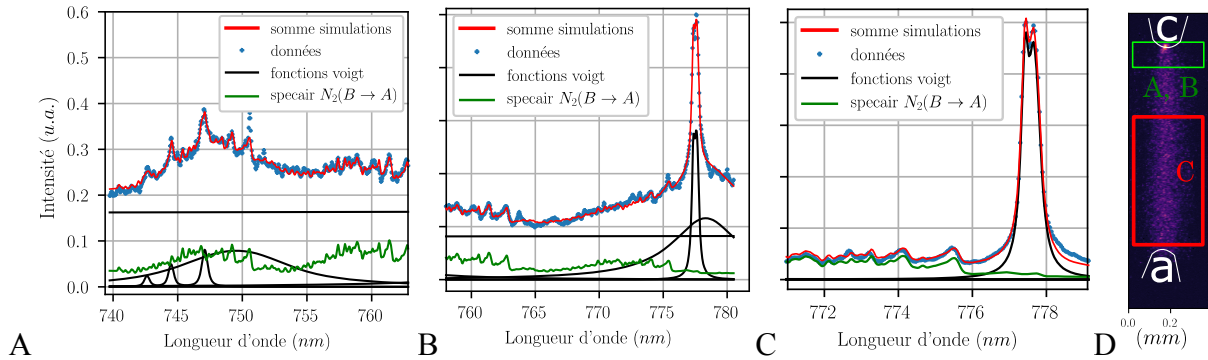 somme simulations
données
fonctions voigt
specair N₂(B → A)
Intensité (u.a.)
0.6
0.5
0.4
0.3
0.2
0.1
0.0
740 745 750 755 760
Longueur d'onde (nm)
A
somme simulations
données
fonctions voigt
specair N₂(B → A)
760 765 770 775 780
Longueur d'onde (nm)
B
somme simulations
données
fonctions voigt
specair N₂(B → A)
772 774 776 778
Longueur d'onde (nm)
C
c
A, B
C
a
0.0 0.2
(mm)
D